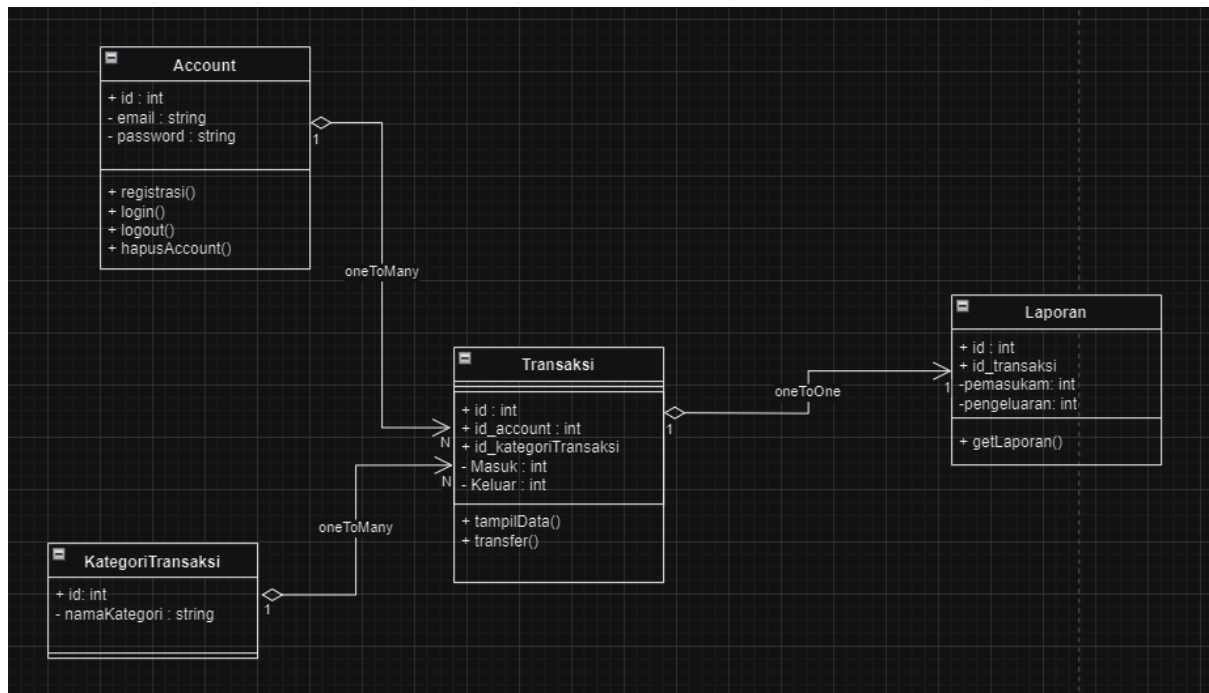 Account
+ id : int
- email : string
- password : string
+ registrasi()
+ login()
+ logout()
+ hapusAccount()
1
oneToMany
N
Transaksi
+ id : int
+ id_account : int
+ id_kategoriTransaksi
- Masuk : int
- Keluar : int
+ tampilData()
+ transfer()
1
oneToOne
1
Laporan
+ id : int
+ id_transaksi
-pemasukam: int
-pengeluaran: int
+ getLaporan()
N
oneToMany
1
KategoriTransaksi
+ id: int
- namaKategori : string